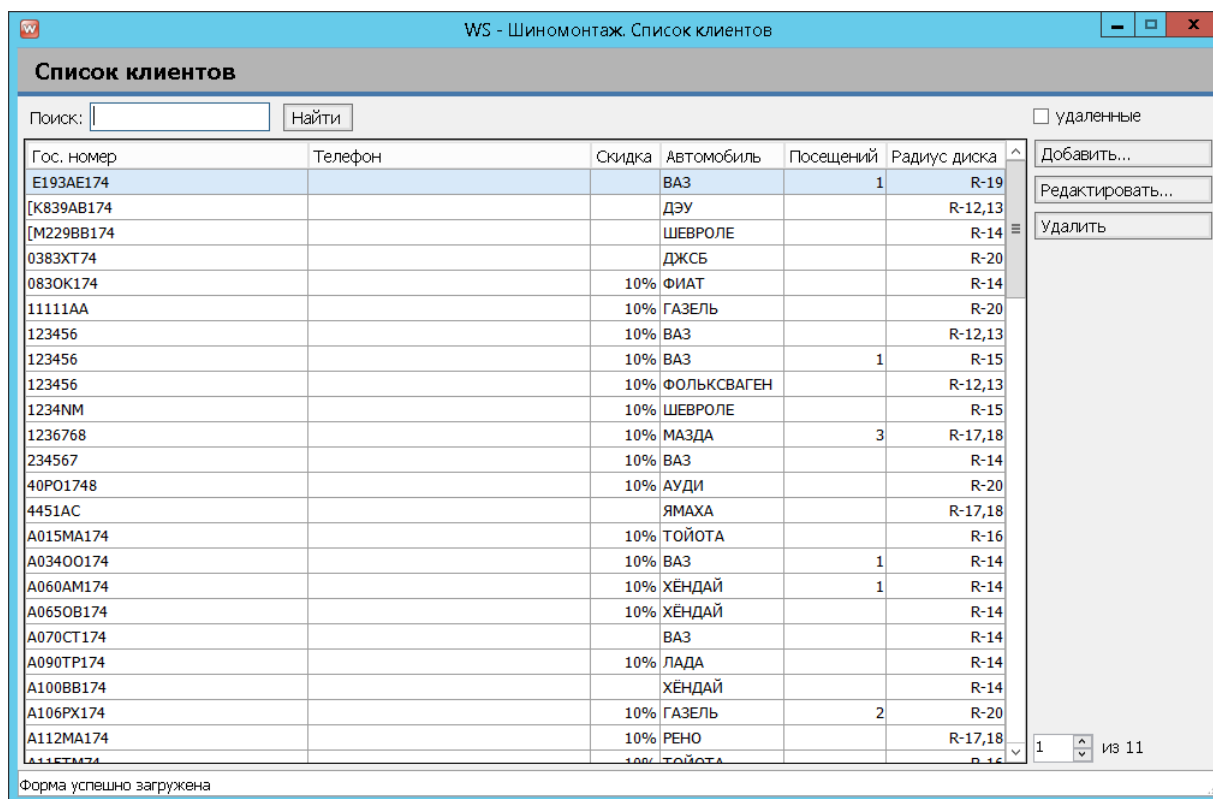 WS - Шиномонтаж. Список клиентов
Список клиентов
Поиск: Найти удаленные
Гос. номер Телефон Скидка Автомобиль Посещений Радиус диска Добавить...
E193AE174 ВАЗ 1 R-19 Редактировать...
[K839AB174 ДЭУ R-12,13
[M229BB174 ШЕВРОЛЕ R-14 Удалить
0383XT74 ДЖСБ R-20
083OK174 10% ФИАТ R-14
11111AA 10% ГАЗЕЛЬ R-20
123456 10% ВАЗ R-12,13
123456 10% ВАЗ 1 R-15
123456 10% ФОЛЬКСВАГЕН R-12,13
1234NM 10% ШЕВРОЛЕ R-15
1236768 10% МАЗДА 3 R-17,18
234567 10% ВАЗ R-14
40PO1748 10% АУДИ R-20
4451AC ЯМАХА R-17,18
A015MA174 10% ТОЙОТА R-16
A034OO174 10% ВАЗ 1 R-14
A060AM174 10% ХЁНДАЙ 1 R-14
A065OB174 10% ХЁНДАЙ R-14
A070CT174 ВАЗ R-14
A090TP174 10% ЛАДА R-14
A100BB174 ХЁНДАЙ R-14
A106PX174 10% ГАЗЕЛЬ 2 R-20
A112MA174 10% РЕНО R-17,18 1 из 11
10% ТОЙОТА R-16
Форма успешно загружена